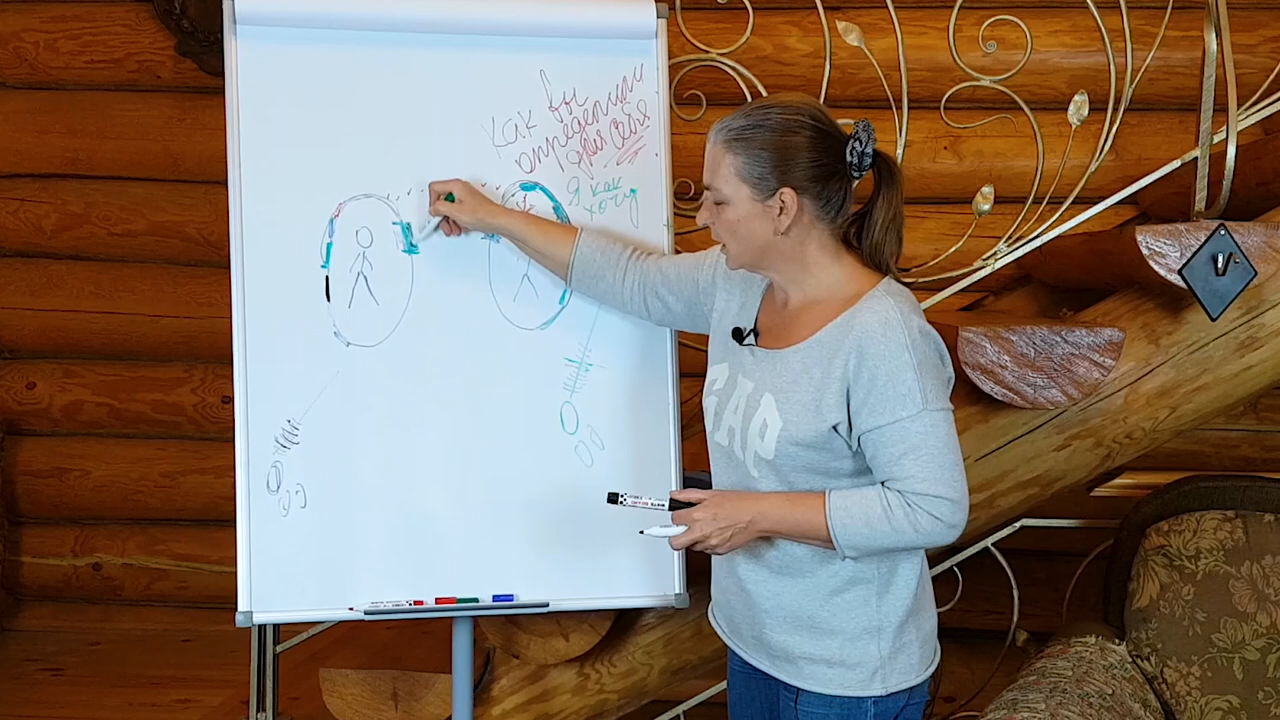 Как вы
определили
для себя
Я как
хочу
GAP